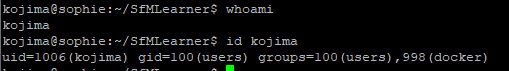 kojima@sophie:~/SfMLearner$ whoami
kojima
kojima@sophie:~/SfMLearner$ id kojima
uid=1006(kojima) gid=100(users) groups=100(users),998(docker)